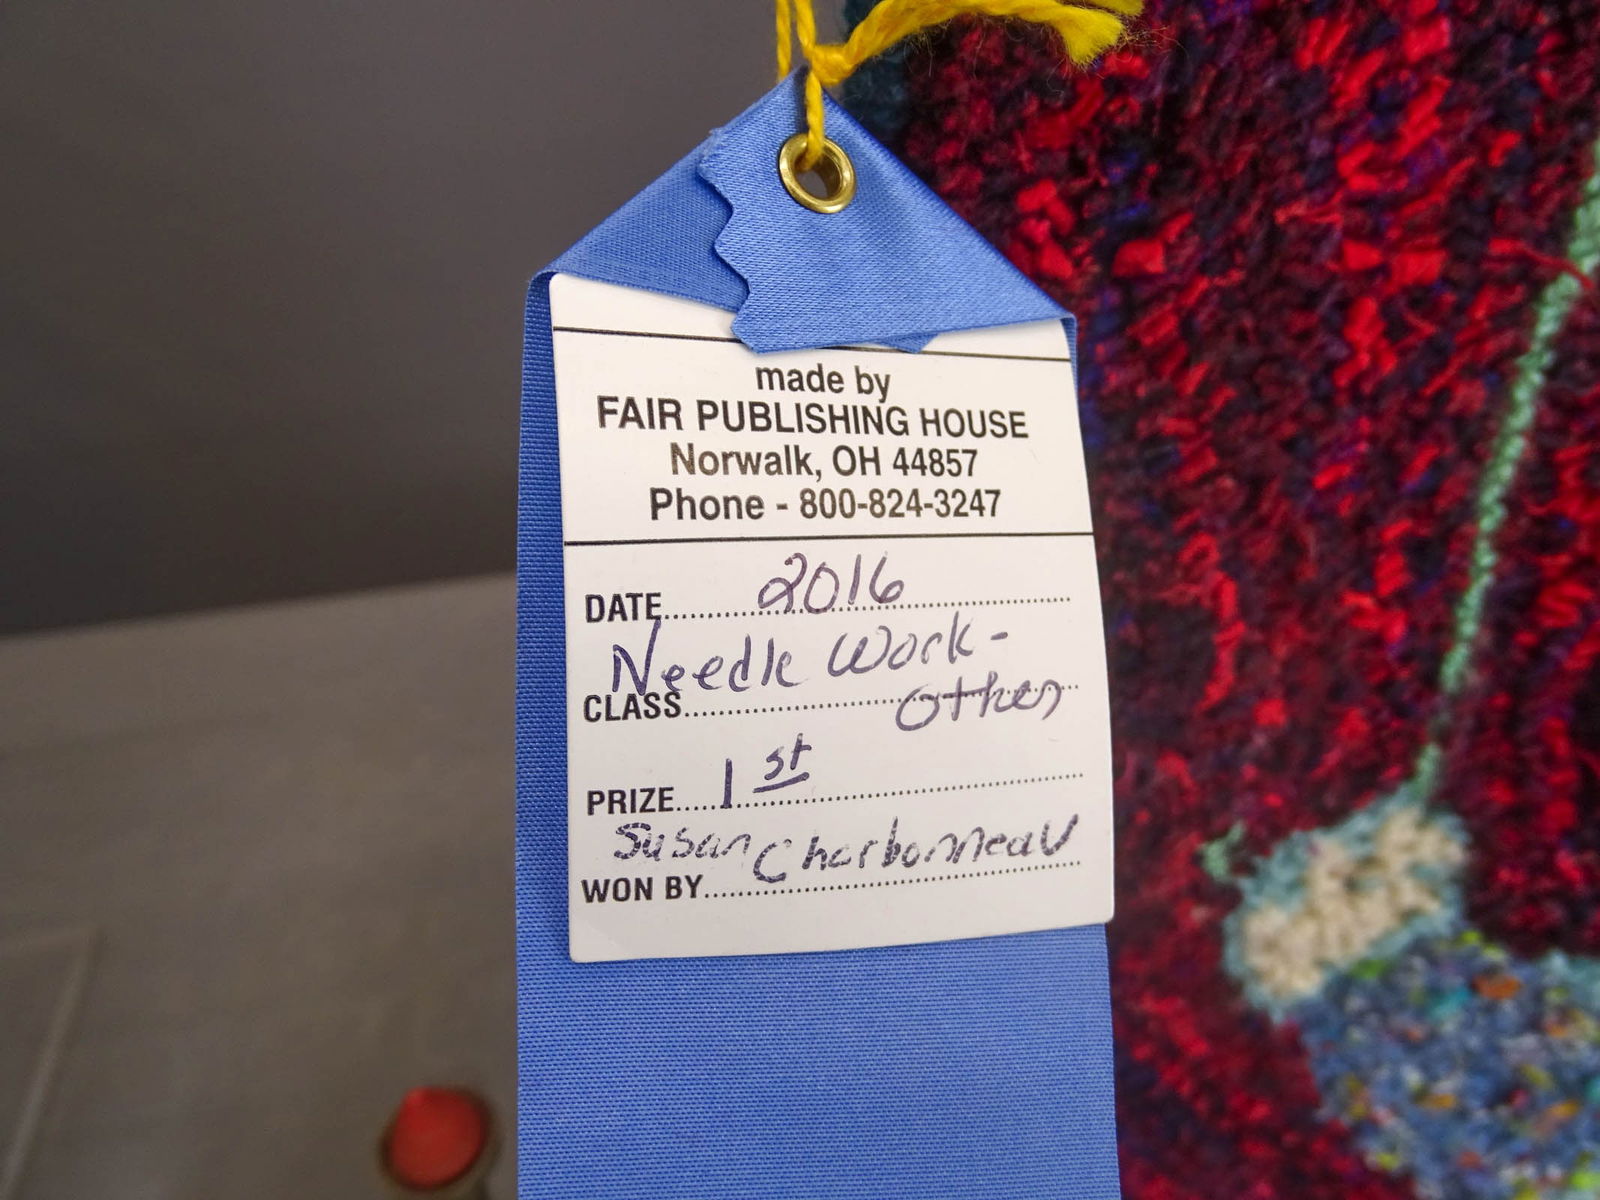 made by
FAIR PUBLISHING HOUSE
Norwalk, OH 44857
Phone - 800-824-3247
DATE 2016
Needle Work -
CLASS Other
PRIZE 1st
Susan Charbonneau
WON BY